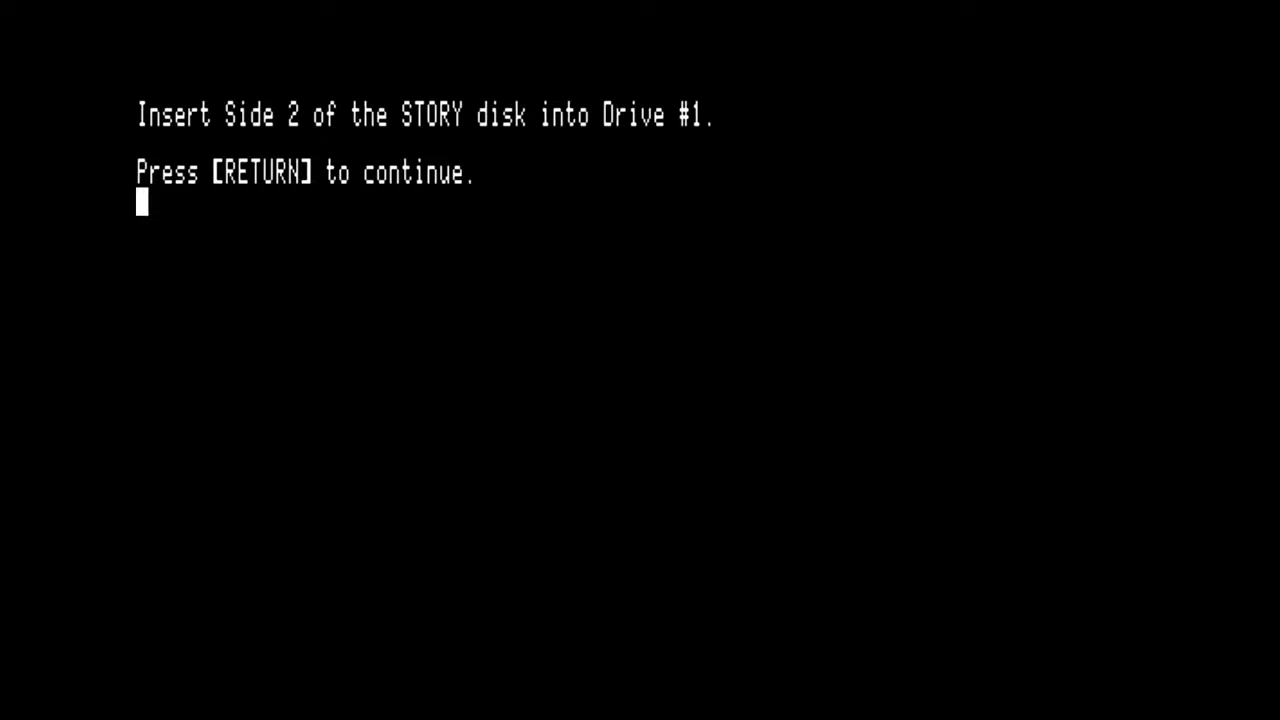 Insert Side 2 of the STORY disk into Drive #1.
Press [RETURN] to continue.